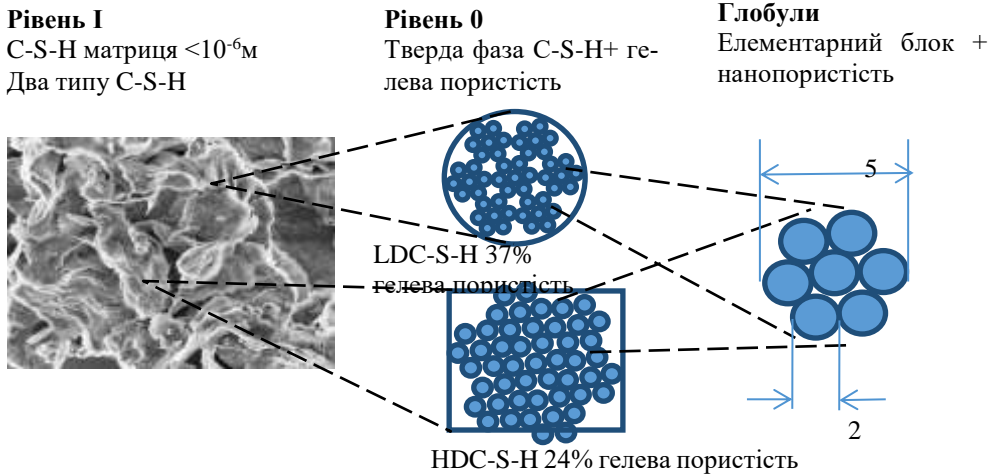 Рівень I
C-S-H матриця <10⁻⁶м
Два типу C-S-H
Рівень 0
Тверда фаза C-S-H+ ге-
лева пористість
Глобули
Елементарний блок +
нанопористість
5
LDC-S-H 37%
гелева пористість
2
HDC-S-H 24% гелева пористість